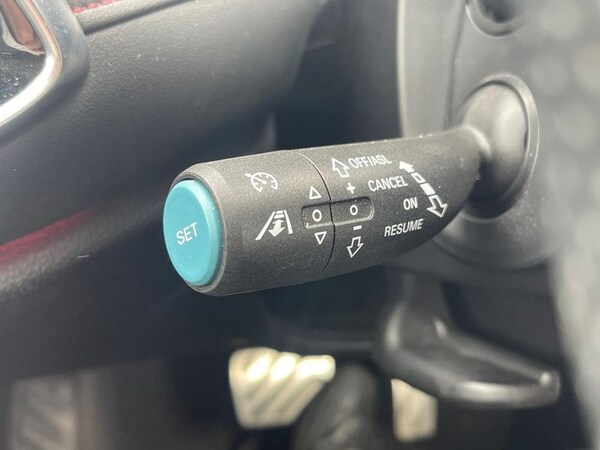 SET
OFF/ASL
+
CANCEL
ON
−
RESUME